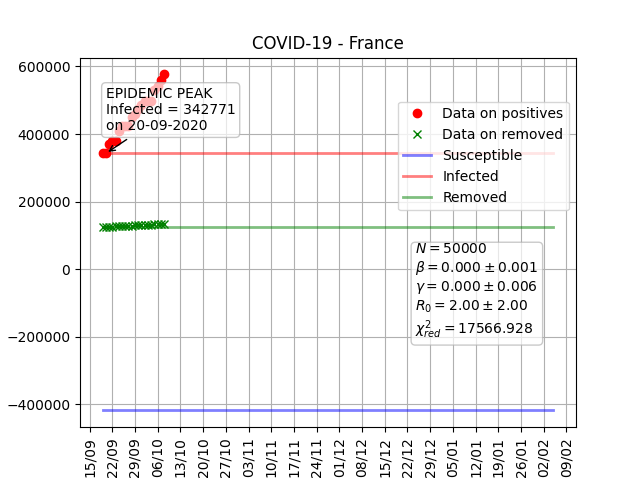 COVID-19 - France
600000
400000
200000
0
−200000
−400000
EPIDEMIC PEAK
Infected = 342771
on 20-09-2020
Data on positives
Data on removed
Susceptible
Infected
Removed
N = 50000
β = 0.000 ± 0.001
γ = 0.000 ± 0.006
R₀ = 2.00 ± 2.00
χ²red = 17566.928
15/09 22/09 29/09 06/10 13/10 20/10 27/10 03/11 10/11 17/11 24/11 01/12 08/12 15/12 22/12 29/12 05/01 12/01 19/01 26/01 02/02 09/02